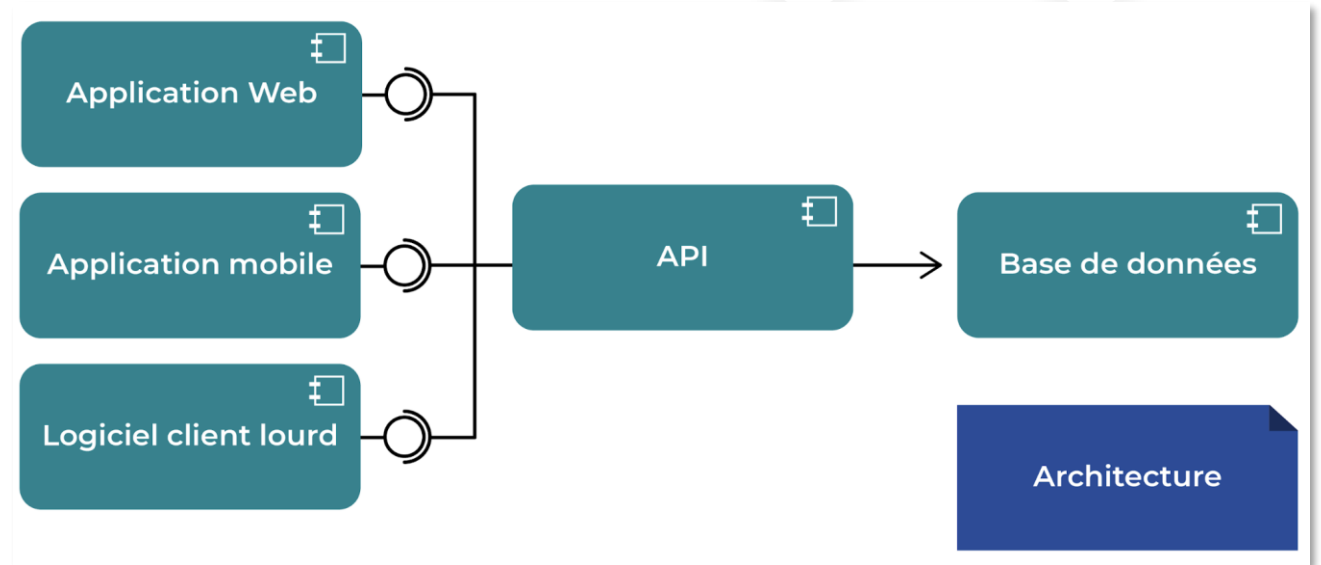 Application Web
Application mobile
Logiciel client lourd
API
Base de données
Architecture